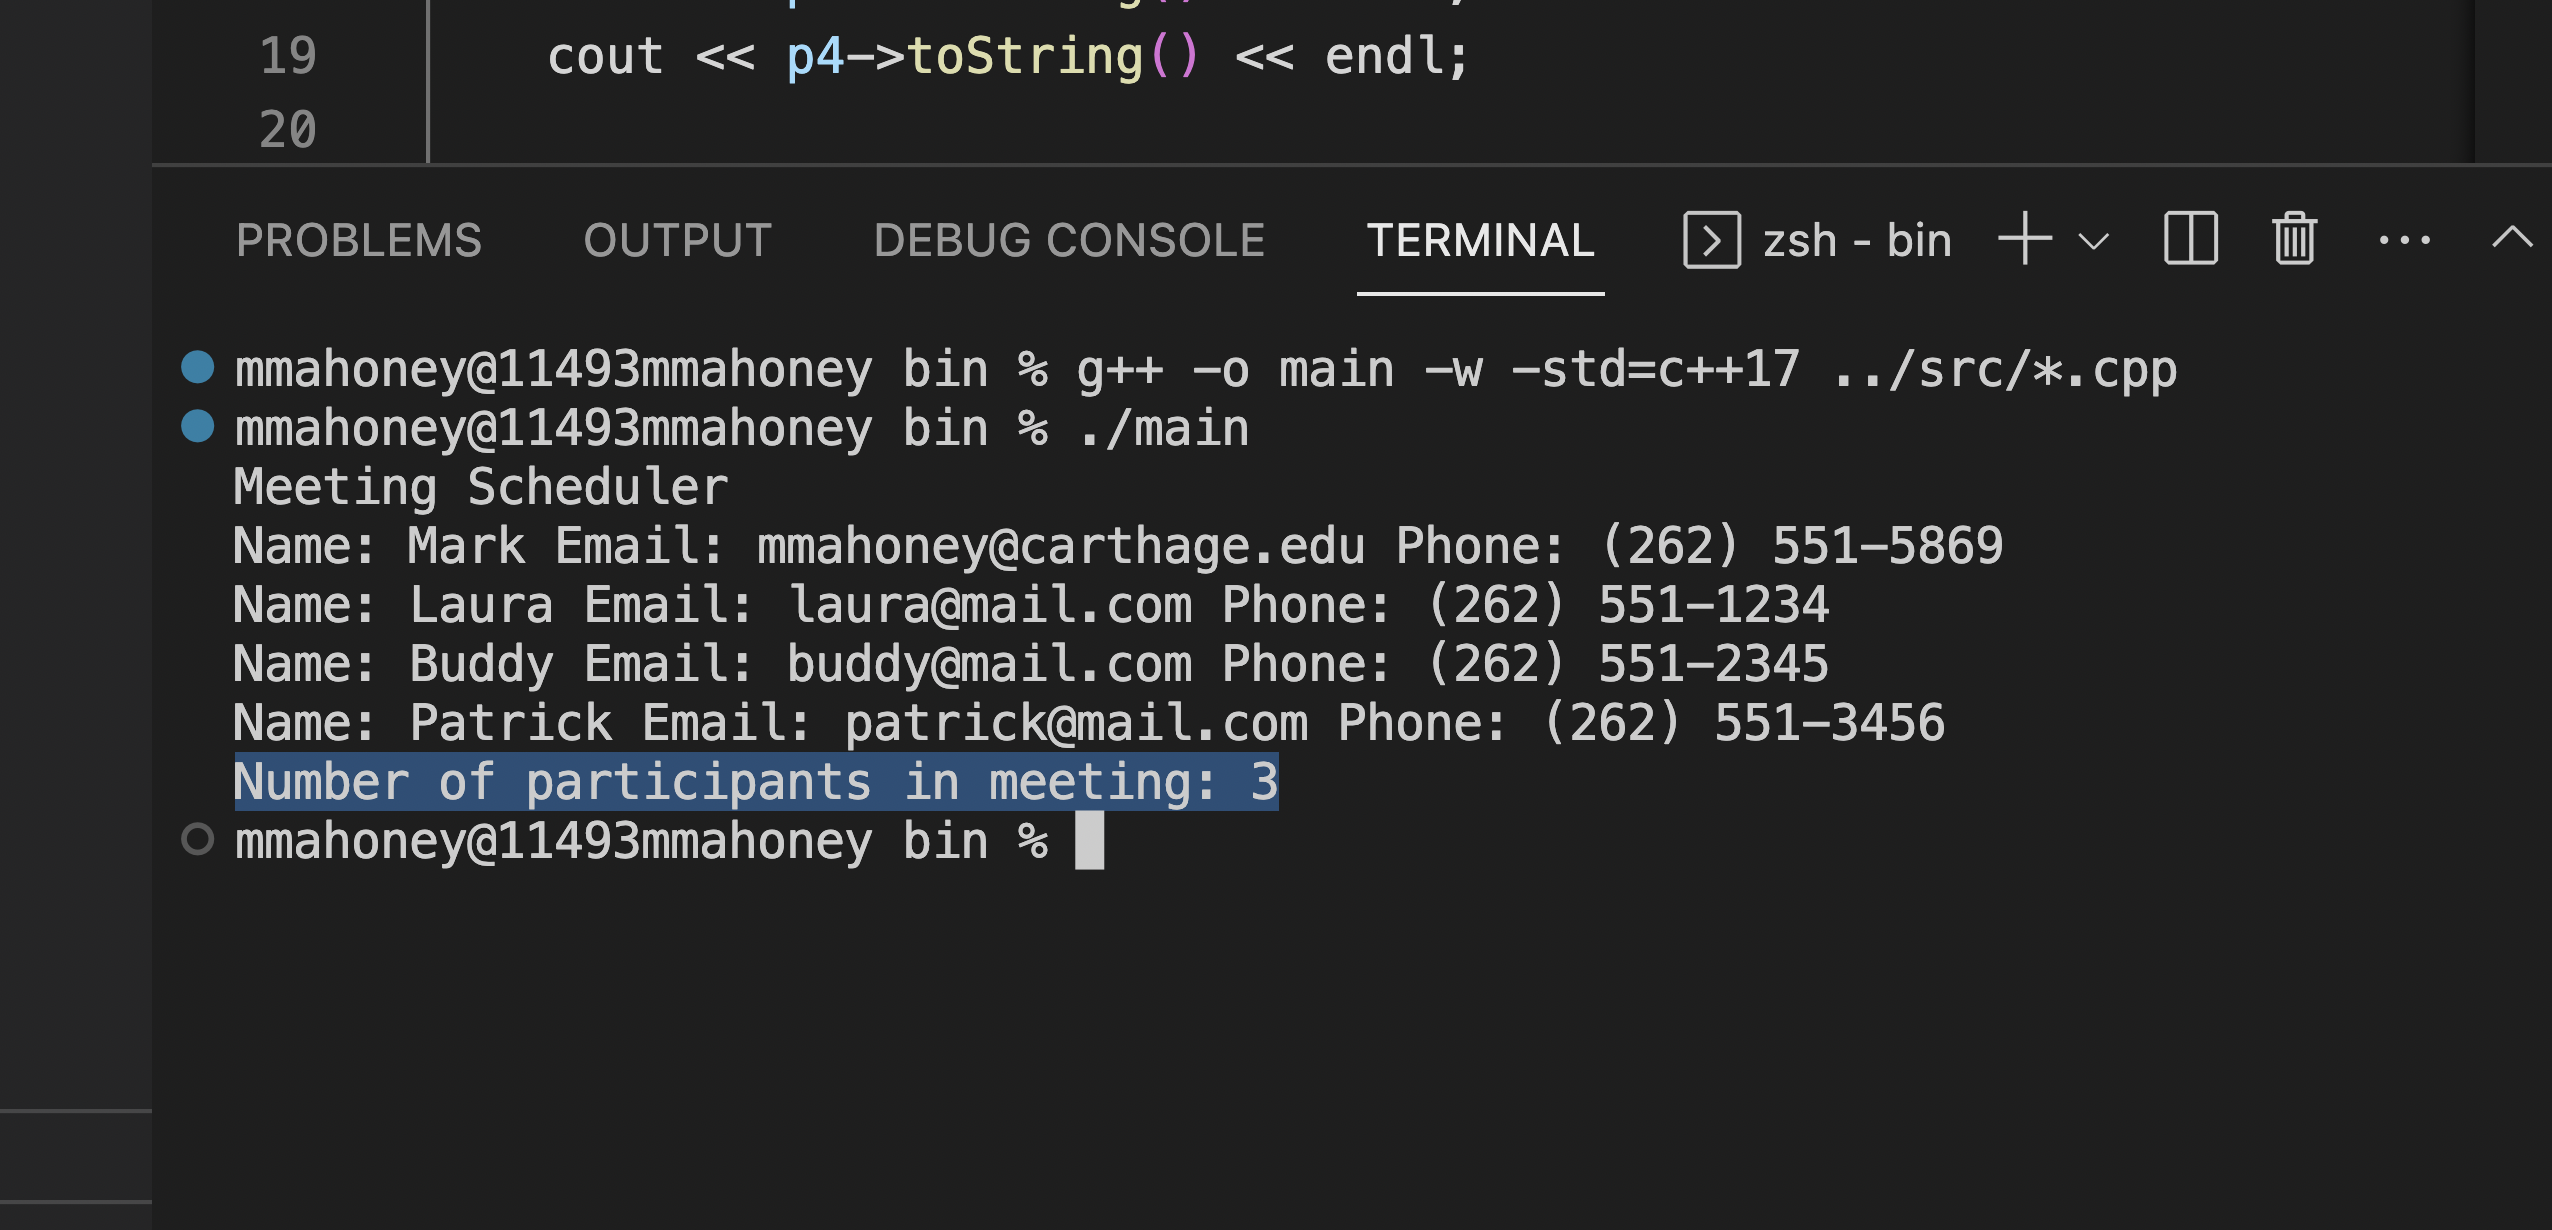 19 cout << p4->toString() << endl;
20
PROBLEMS OUTPUT DEBUG CONSOLE TERMINAL zsh - bin
mmahoney@11493mmahoney bin % g++ -o main -w -std=c++17 ../src/*.cpp
mmahoney@11493mmahoney bin % ./main
Meeting Scheduler
Name: Mark Email: mmahoney@carthage.edu Phone: (262) 551-5869
Name: Laura Email: laura@mail.com Phone: (262) 551-1234
Name: Buddy Email: buddy@mail.com Phone: (262) 551-2345
Name: Patrick Email: patrick@mail.com Phone: (262) 551-3456
Number of participants in meeting: 3
mmahoney@11493mmahoney bin %